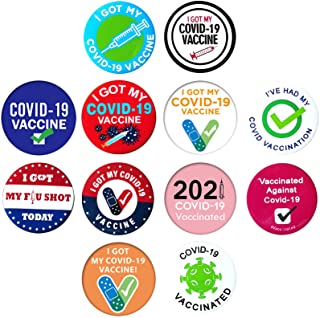 I GOT MY
COVID-19 VACCINE
I GOT MY
COVID-19
VACCINE
COVID-19
VACCINE
I GOT MY
COVID-19
VACCINE
I GOT MY
COVID-19
VACCINE
I'VE HAD MY
COVID VACCINATION
I GOT
MY FLU SHOT
TODAY
I GOT MY COVID-19
VACCINE
2021
COVID-19
Vaccinated
Vaccinated
Against
Covid-19
I GOT
MY COVID-19
VACCINE!
COVID-19
VACCINATED